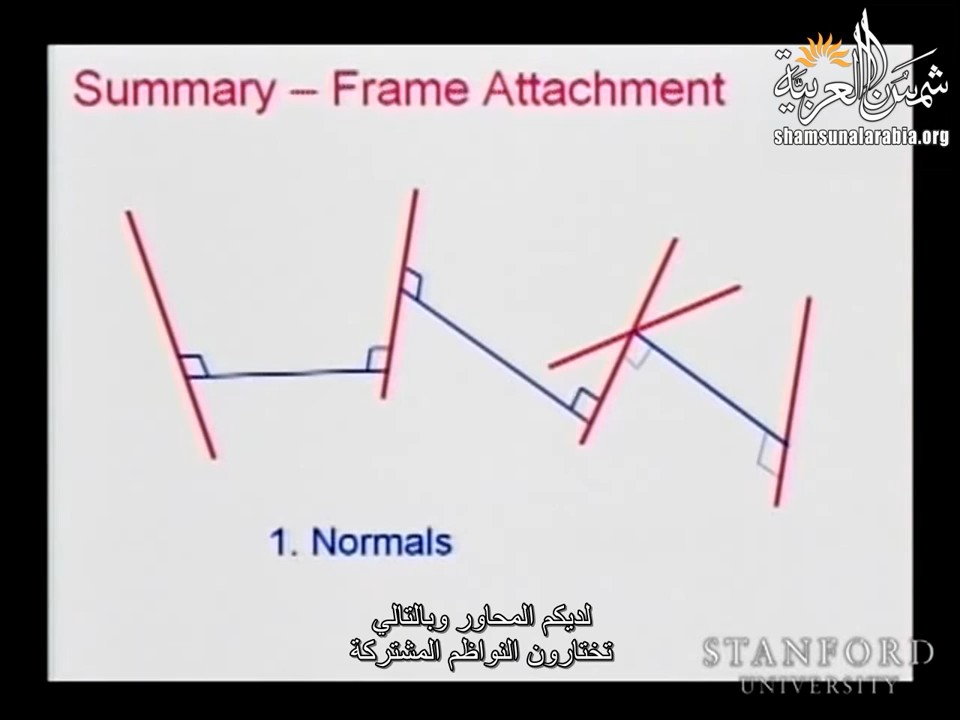 شمس العربية
shamsunalarabia.org
Summary – Frame Attachment
1. Normals
لديكم المحاور وبالتالي
تختارون النواظم المشتركة
STANFORD
UNIVERSITY